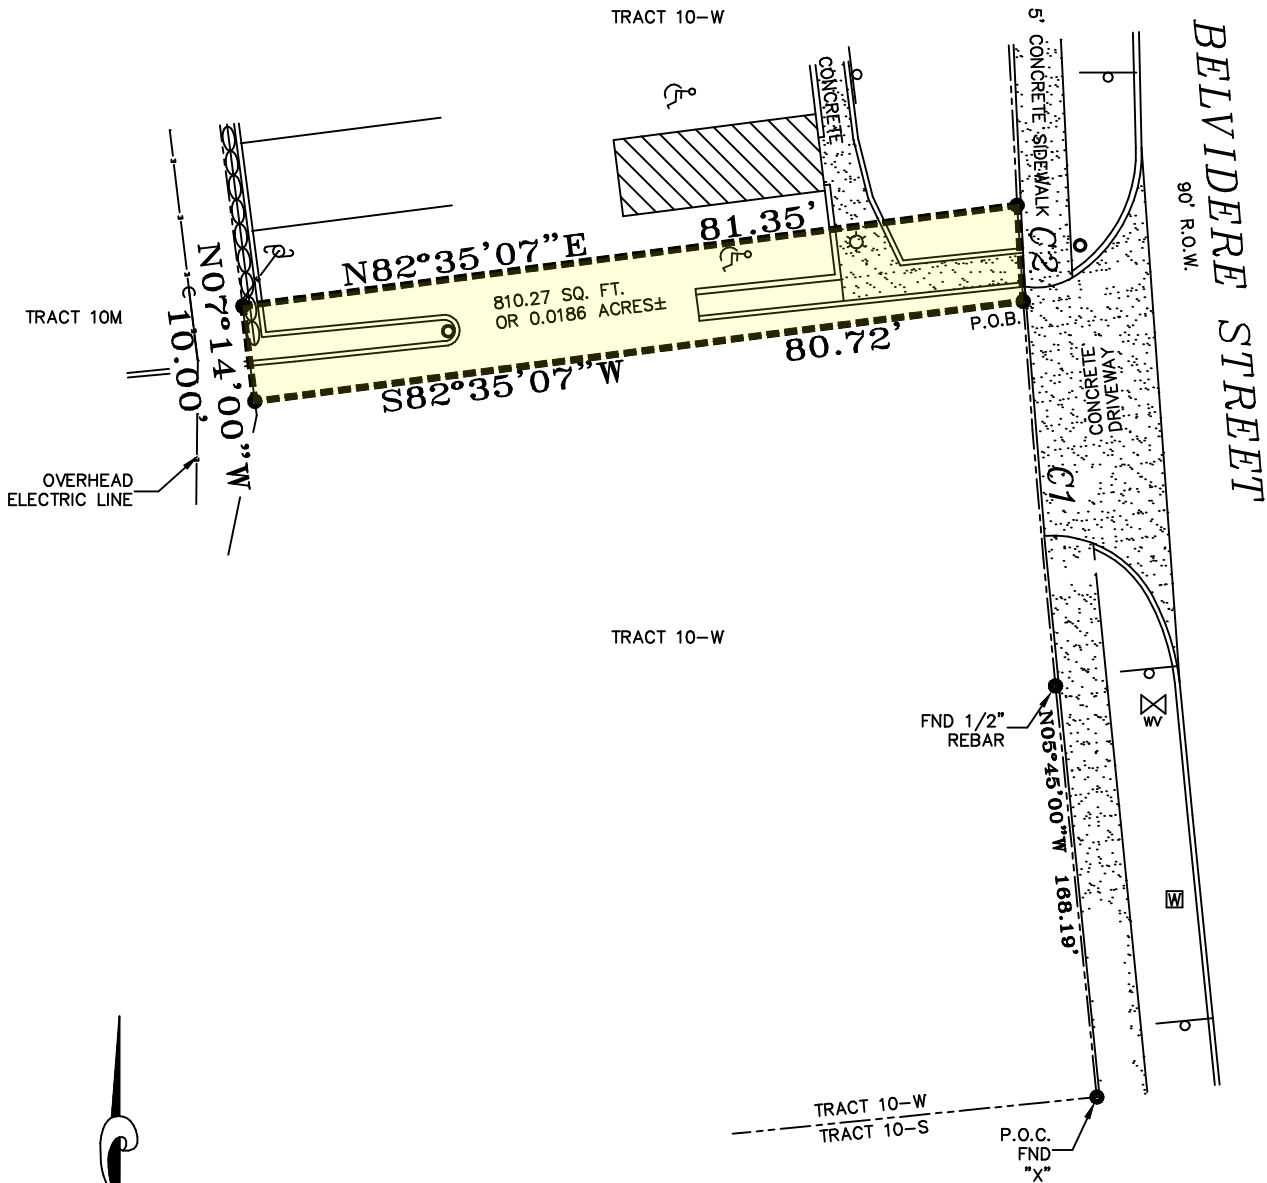 TRACT 10-W
5' CONCRETE SIDEWALK
BELVIDERE STREET
90' R.O.W.
CONCRETE
81.35'
C2
N82°35'07"E
N07°14'00"W
10.00'
TRACT 10M
810.27 SQ. FT.
OR 0.0186 ACRES±
P.O.B.
80.72'
S82°35'07"W
CONCRETE
DRIVEWAY
OVERHEAD
ELECTRIC LINE
C1
TRACT 10-W
FND 1/2"
REBAR
WV
N05°45'00"W 168.19'
W
TRACT 10-W
TRACT 10-S
P.O.C.
FND
"X"